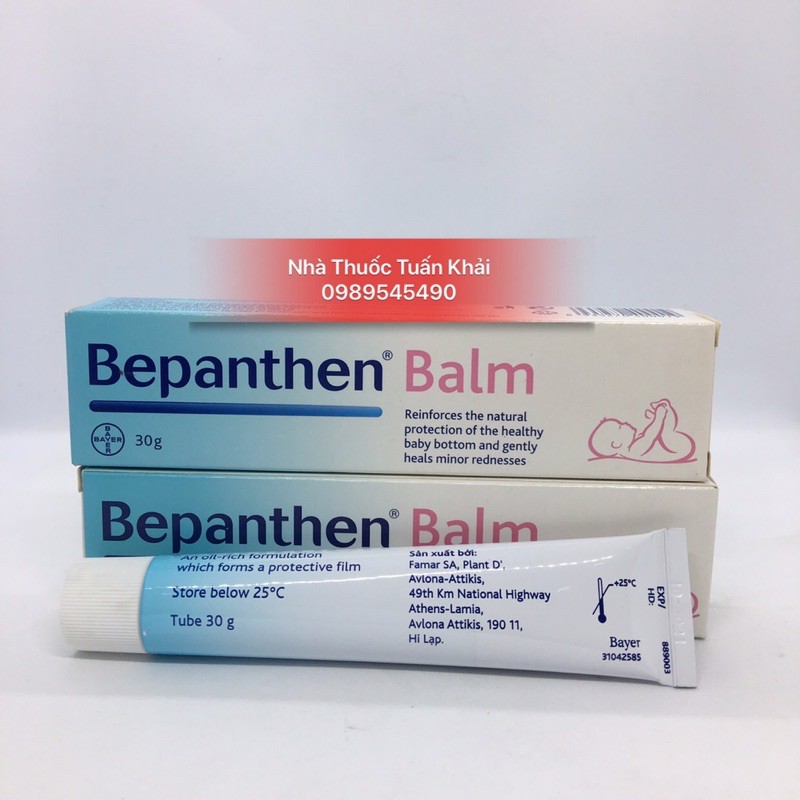 Nhà Thuốc Tuấn Khải
0989545490
Bepanthen® Balm
Reinforces the natural
protection of the healthy
baby bottom and gently
heals minor rednesses
BAYER
BAYER
30g
Bepanthen® Balm
An oil-rich formulation
which forms a protective film
Store below 25°C
Tube 30 g
Sản xuất bởi:
Famar SA, Plant D',
Avlona-Attikis,
49th Km National Highway
Athens-Lamia,
Avlona Attikis, 190 11,
Hi Lạp.
+25°C
Bayer
31042585
EXP/
HD:
889003